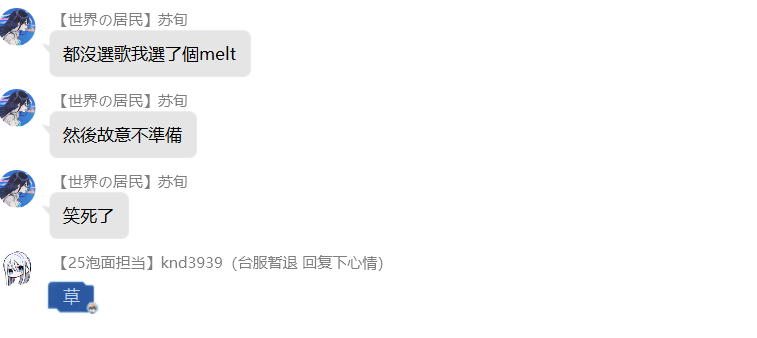 【世界の居民】苏旬
都沒選歌我選了個melt
【世界の居民】苏旬
然後故意不準備
【世界の居民】苏旬
笑死了
【25泡面担当】knd3939（台服暂退 回复下心情）
草